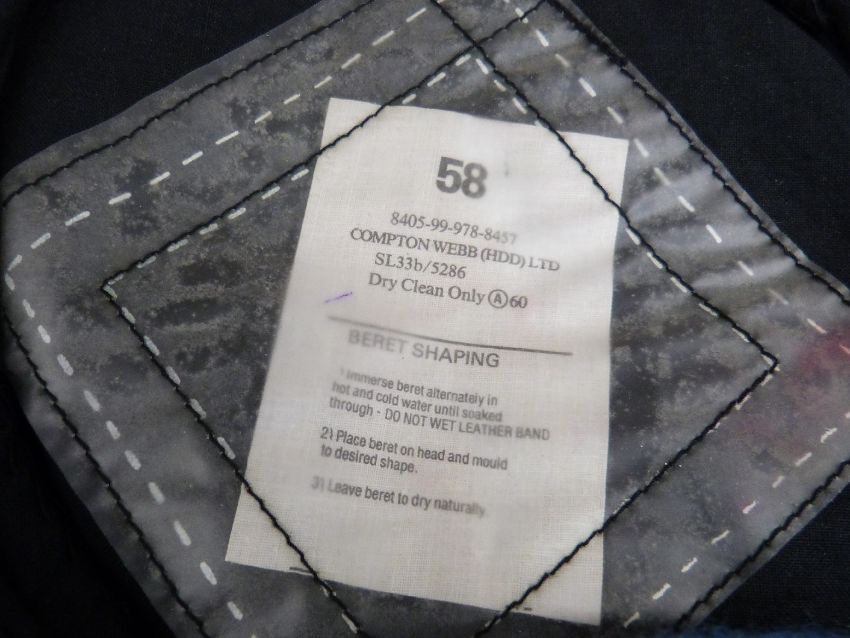 58
8405-99-978-8457
COMPTON WEBB (HDD) LTD
SL33b/5286
Dry Clean Only Ⓐ60
BERET SHAPING
1) Immerse beret alternately in
hot and cold water until soaked
through - DO NOT WET LEATHER BAND
2) Place beret on head and mould
to desired shape.
3) Leave beret to dry naturally